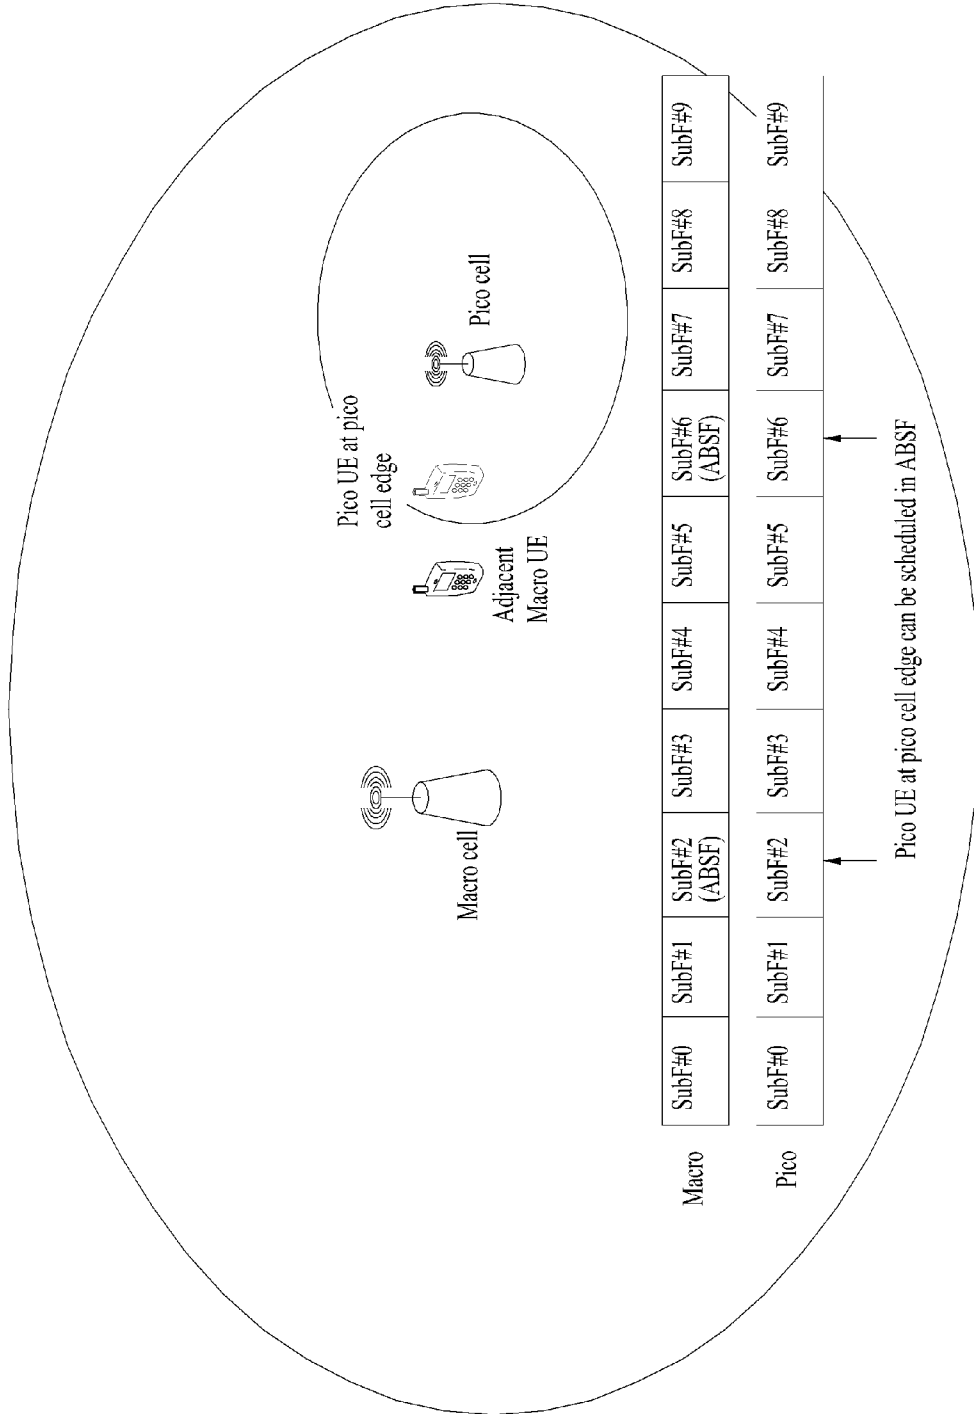 Pico UE at pico
cell edge
Pico cell
Adjacent
Macro UE
Macro cell
Macro
SubF#0
SubF#1
SubF#2
(ABSF)
SubF#3
SubF#4
SubF#5
SubF#6
(ABSF)
SubF#7
SubF#8
SubF#9
Pico
SubF#0
SubF#1
SubF#2
SubF#3
SubF#4
SubF#5
SubF#6
SubF#7
SubF#8
SubF#9
Pico UE at pico cell edge can be scheduled in ABSF